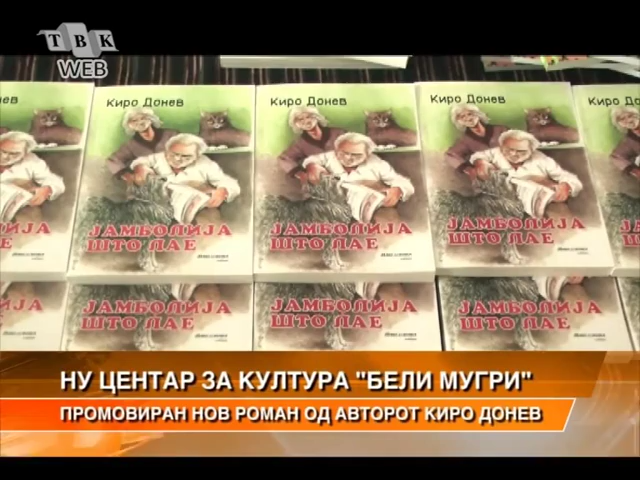 ТВК
WEB
Киро Донев
Киро Донев
Киро Донев
Донев
ЈАМБОЛИЈА
ШТО ЛАЕ
ЈАМБОЛИЈА
ШТО ЛАЕ
ЈАМБОЛИЈА
ШТО ЛАЕ
ЈАМБОЛИЈА
ШТО ЛАЕ
ЈАМБОЛИЈА
ШТО ЛАЕ
ЈАМБОЛИЈА
ШТО ЛАЕ
НУ ЦЕНТАР ЗА КУЛТУРА "БЕЛИ МУГРИ"
ПРОМОВИРАН НОВ РОМАН ОД АВТОРОТ КИРО ДОНЕВ